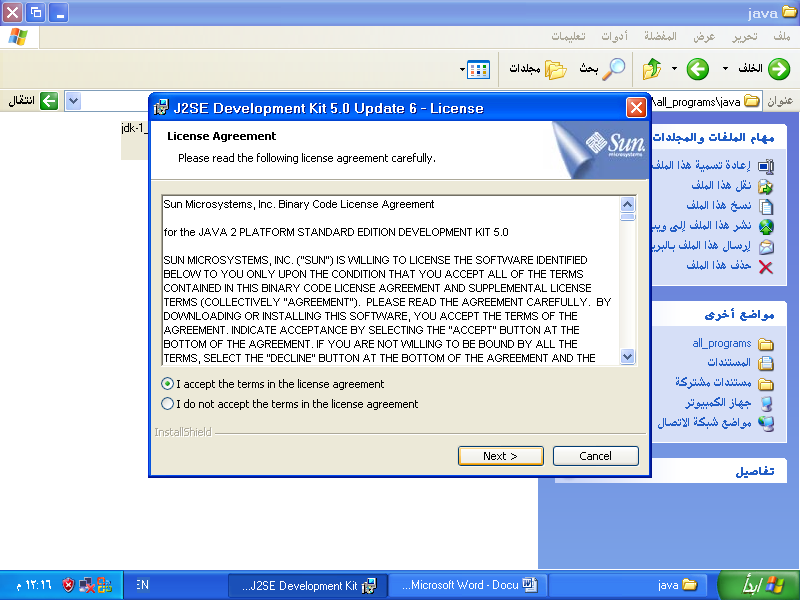 java
ملف
تحرير
عرض
المفضلة
أدوات
تعليمات
الخلف
بحث
مجلدات
عنوان
\all_programs\java
انتقال
jdk-1_
J2SE Development Kit 5.0 Update 6 - License
License Agreement
Please read the following license agreement carefully.
Sun
microsystems
Sun Microsystems, Inc. Binary Code License Agreement
for the JAVA 2 PLATFORM STANDARD EDITION DEVELOPMENT KIT 5.0
SUN MICROSYSTEMS, INC. ("SUN") IS WILLING TO LICENSE THE SOFTWARE IDENTIFIED
BELOW TO YOU ONLY UPON THE CONDITION THAT YOU ACCEPT ALL OF THE TERMS
CONTAINED IN THIS BINARY CODE LICENSE AGREEMENT AND SUPPLEMENTAL LICENSE
TERMS (COLLECTIVELY "AGREEMENT"). PLEASE READ THE AGREEMENT CAREFULLY. BY
DOWNLOADING OR INSTALLING THIS SOFTWARE, YOU ACCEPT THE TERMS OF THE
AGREEMENT. INDICATE ACCEPTANCE BY SELECTING THE "ACCEPT" BUTTON AT THE
BOTTOM OF THE AGREEMENT. IF YOU ARE NOT WILLING TO BE BOUND BY ALL THE
TERMS, SELECT THE "DECLINE" BUTTON AT THE BOTTOM OF THE AGREEMENT AND THE
I accept the terms in the license agreement
I do not accept the terms in the license agreement
InstallShield
Next >
Cancel
مهام الملفات والمجلدات
إعادة تسمية هذا الملف
نقل هذا الملف
نسخ هذا الملف
نشر هذا الملف إلى ويب
إرسال هذا الملف بالبريد
حذف هذا الملف
مواضع أخرى
all_programs
المستندات
مستندات مشتركة
جهاز الكمبيوتر
مواضع شبكة الاتصال
تفاصيل
ابدأ
java
...Microsoft Word - Docu
...J2SE Development Kit
EN
١٢:١٦ م